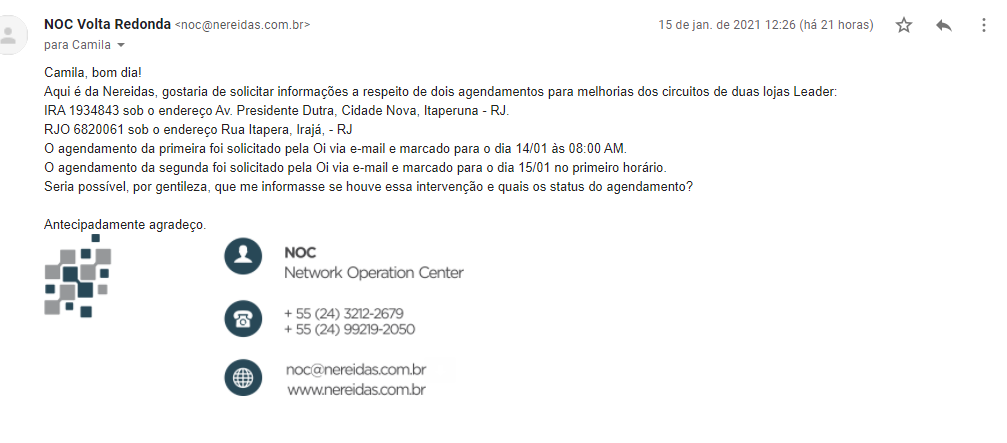 NOC Volta Redonda <noc@nereidas.com.br>
15 de jan. de 2021 12:26 (há 21 horas)
para Camila
Camila, bom dia!
Aqui é da Nereidas, gostaria de solicitar informações a respeito de dois agendamentos para melhorias dos circuitos de duas lojas Leader:
IRA 1934843 sob o endereço Av. Presidente Dutra, Cidade Nova, Itaperuna - RJ.
RJO 6820061 sob o endereço Rua Itapera, Irajá, - RJ
O agendamento da primeira foi solicitado pela Oi via e-mail e marcado para o dia 14/01 às 08:00 AM.
O agendamento da segunda foi solicitado pela Oi via e-mail e marcado para o dia 15/01 no primeiro horário.
Seria possível, por gentileza, que me informasse se houve essa intervenção e quais os status do agendamento?
Antecipadamente agradeço.
NOC
Network Operation Center
+ 55 (24) 3212-2679
+ 55 (24) 99219-2050
noc@nereidas.com.br
www.nereidas.com.br